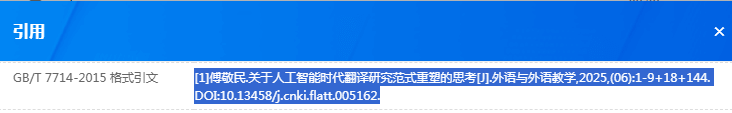 引用
GB/T 7714-2015 格式引文
[1]傅敬民.关于人工智能时代翻译研究范式重塑的思考[J].外语与外语教学,2025,(06):1-9+18+144.
DOI:10.13458/j.cnki.flatt.005162.